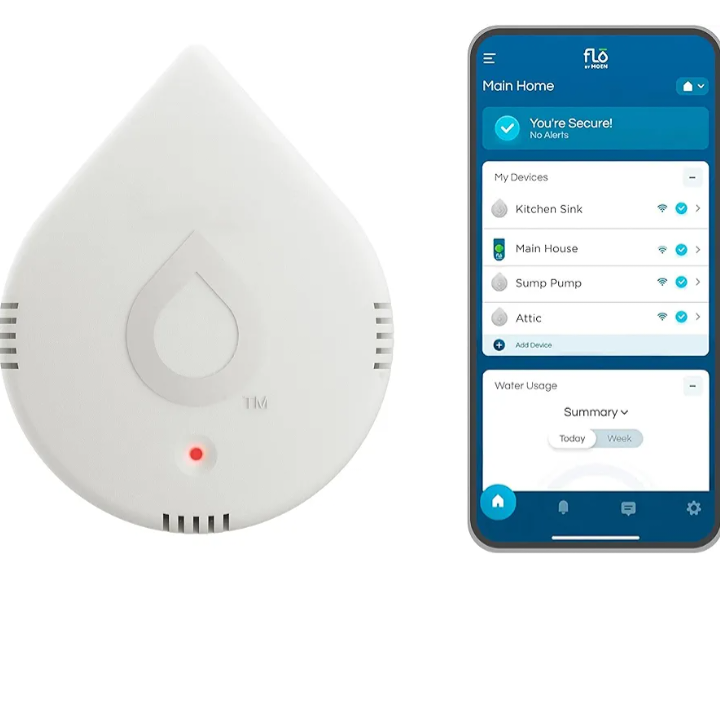 TM
flō
BY MOEN
Main Home
You're Secure!
No Alerts
My Devices
Kitchen Sink
flo
Main House
Sump Pump
Attic
Add Device
Water Usage
Summary
Today
Week